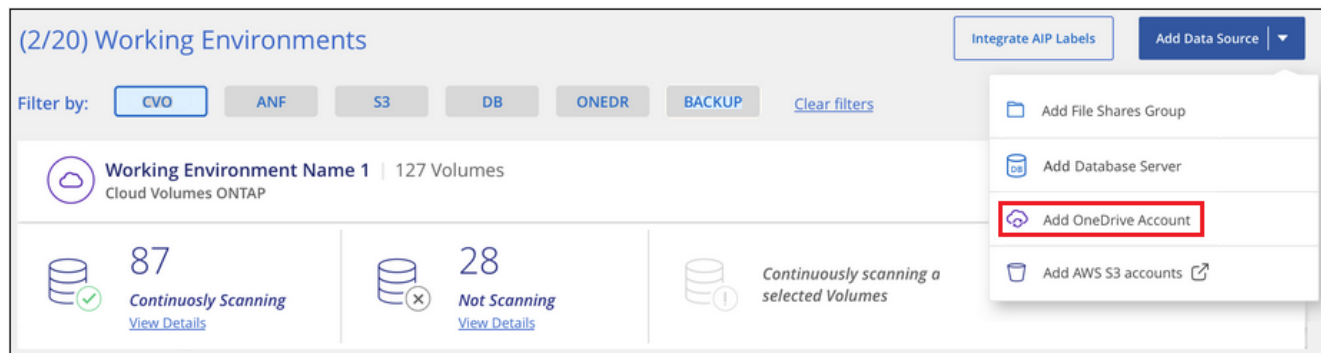 (2/20) Working Environments
Integrate AIP Labels
Add Data Source
Filter by:
CVO
ANF
S3
DB
ONEDR
BACKUP
Clear filters
Add File Shares Group
DB
Add Database Server
Add OneDrive Account
Add AWS S3 accounts
Working Environment Name 1 | 127 Volumes
Cloud Volumes ONTAP
87
Continuosly Scanning
View Details
28
Not Scanning
View Details
Continuously scanning a
selected Volumes